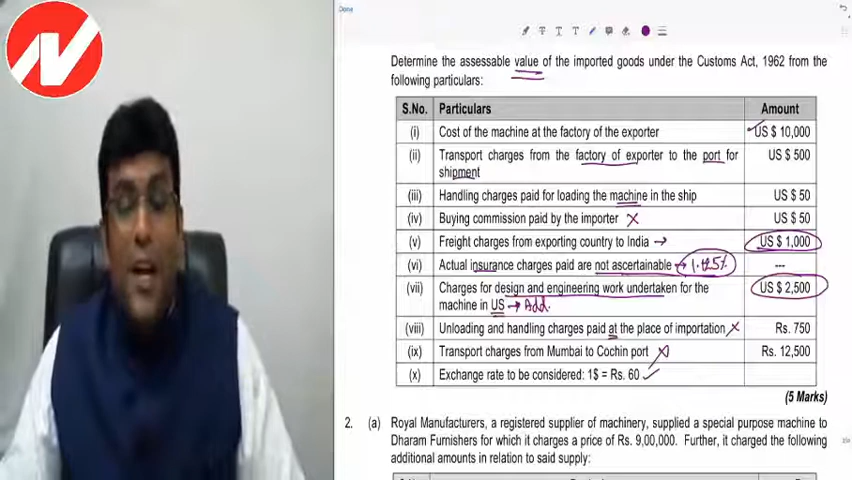 Done
Determine the assessable value of the imported goods under the Customs Act, 1962 from the
following particulars:
S.No. Particulars Amount
(i) Cost of the machine at the factory of the exporter US $ 10,000
(ii) Transport charges from the factory of exporter to the port for US $ 500
shipment
(iii) Handling charges paid for loading the machine in the ship US $ 50
(iv) Buying commission paid by the importer US $ 50
(v) Freight charges from exporting country to India US $ 1,000
(vi) Actual insurance charges paid are not ascertainable → 1.125% ---
(vii) Charges for design and engineering work undertaken for the US $ 2,500
machine in US → Add.
(viii) Unloading and handling charges paid at the place of importation Rs. 750
(ix) Transport charges from Mumbai to Cochin port Rs. 12,500
(x) Exchange rate to be considered: 1$ = Rs. 60
(5 Marks)
2. (a) Royal Manufacturers, a registered supplier of machinery, supplied a special purpose machine to
Dharam Furnishers for which it charges a price of Rs. 9,00,000. Further, it charged the following
additional amounts in relation to said supply: